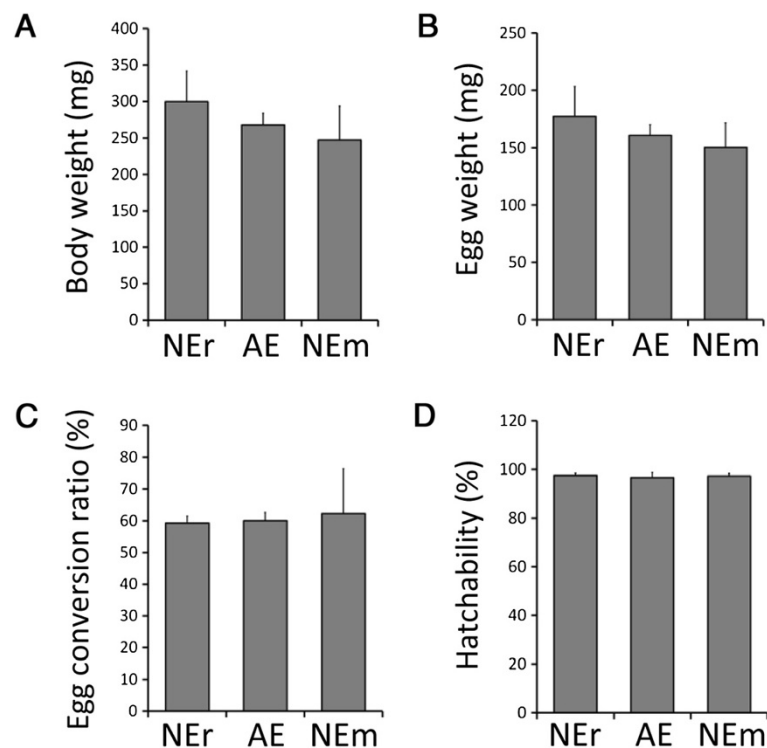 A
Body weight (mg)
400
350
300
250
200
150
100
50
0
NEr AE NEm
B
Egg weight (mg)
250
200
150
100
50
0
NEr AE NEm
C
Egg conversion ratio (%)
90
80
70
60
50
40
30
20
10
0
NEr AE NEm
D
Hatchability (%)
120
100
80
60
40
20
0
NEr AE NEm